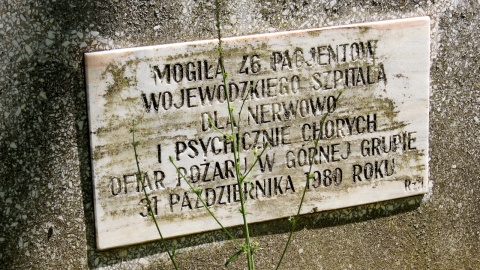 MOGIŁA 46 PACJENTÓW
WOJEWÓDZKIEGO SZPITALA
DLA NERWOWO
I PSYCHICZNIE CHORYCH
OFIAR POŻARU W GÓRNEJ GRUPIE
31 PAŹDZIERNIKA 1980 ROKU